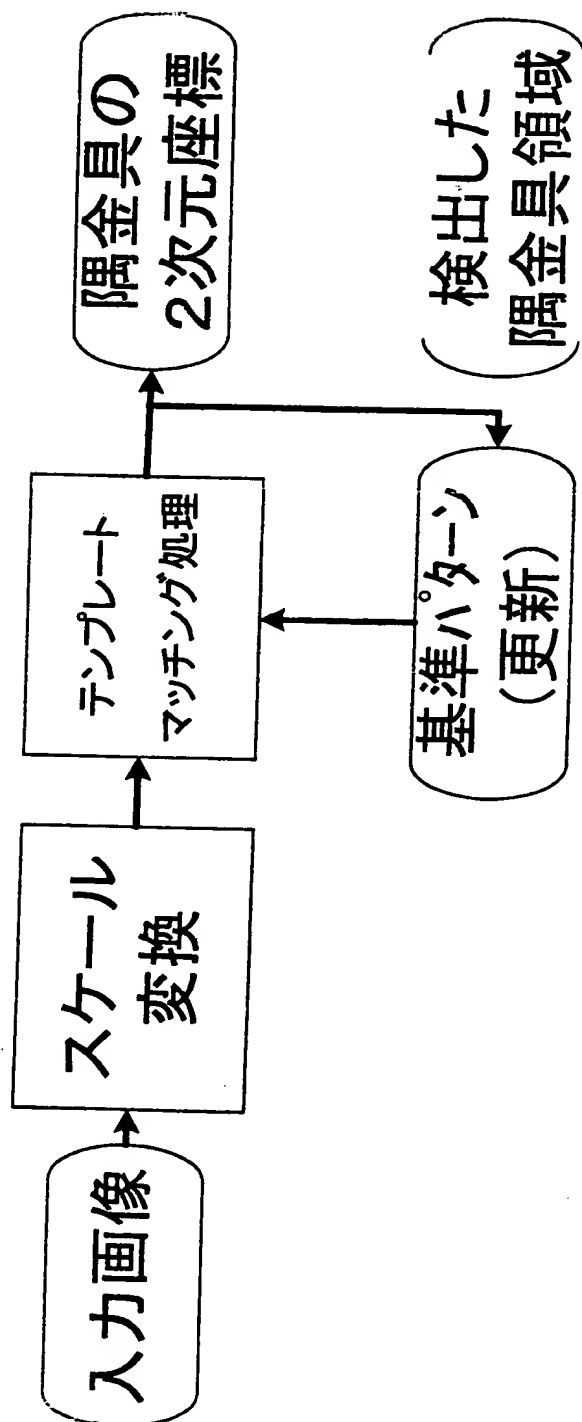 入力画像
スケール
変換
テンプレート
マッチング処理
隅金具の
2次元座標
基準パターン
(更新)
(検出した
隅金具領域)